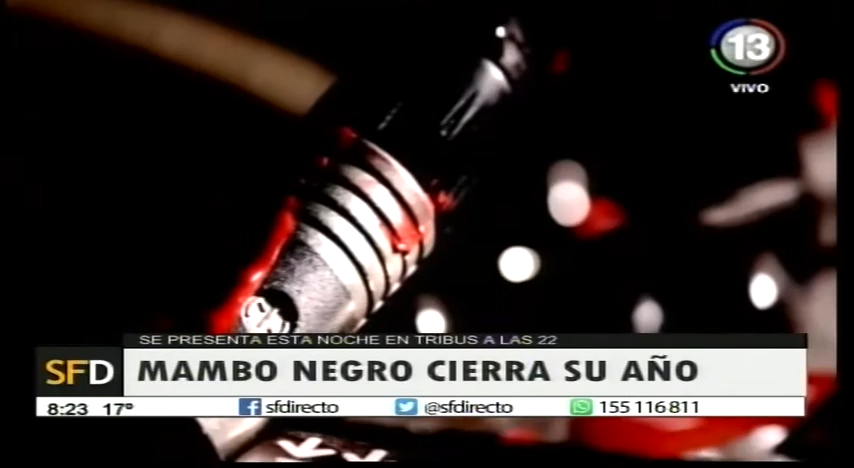 13
VIVO
SE PRESENTA ESTA NOCHE EN TRIBUS A LAS 22
SFD MAMBO NEGRO CIERRA SU AÑO
8:23 17º sfdirecto @sfdirecto 155 116 811